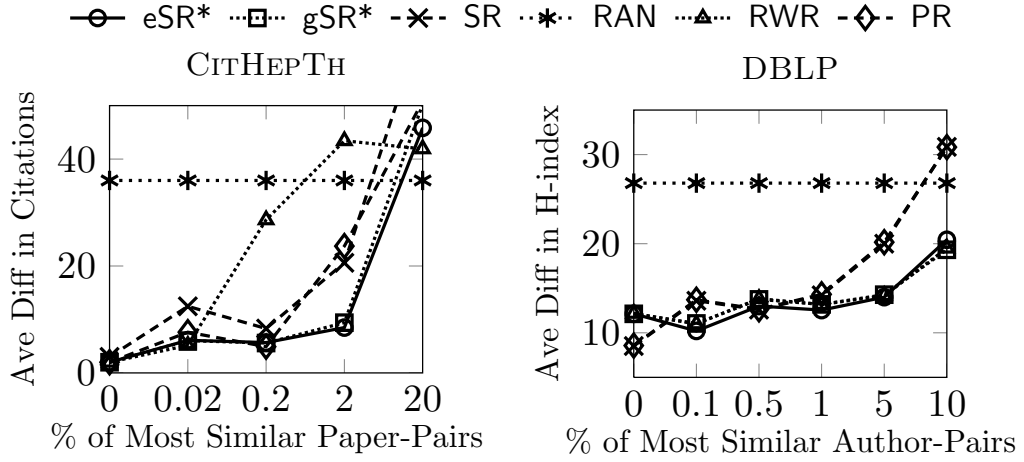 eSR* gSR* SR RAN RWR PR
CITHEPTH
DBLP
Ave Diff in Citations
0
20
40
0 0.02 0.2 2 20
% of Most Similar Paper-Pairs
Ave Diff in H-index
10
20
30
0 0.1 0.5 1 5 10
% of Most Similar Author-Pairs